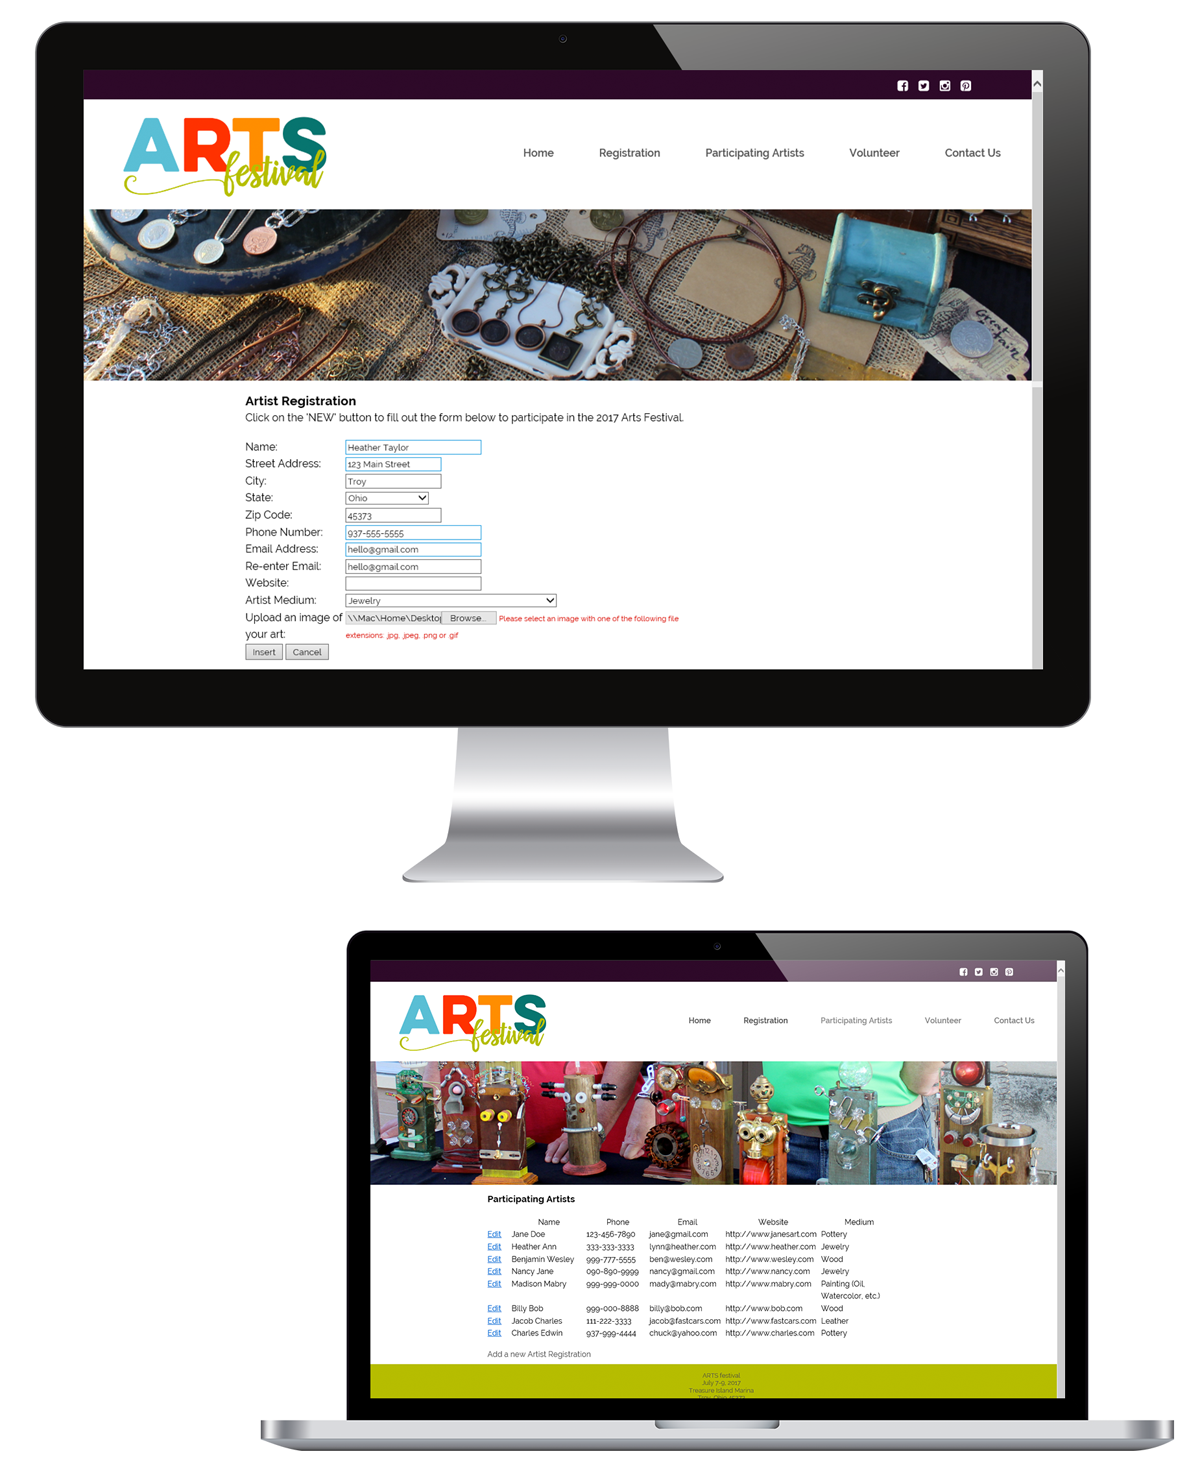 ARTS
festival
Home Registration Participating Artists Volunteer Contact Us
Artist Registration
Click on the 'NEW' button to fill out the form below to participate in the 2017 Arts Festival.
Name: Heather Taylor
Street Address: 123 Main Street
City: Troy
State: Ohio
Zip Code: 45373
Phone Number: 937-555-5555
Email Address: hello@gmail.com
Re-enter Email: hello@gmail.com
Website:
Artist Medium: Jewelry
Upload an image of \\Mac\Home\Desktop Browse... Please select an image with one of the following file
your art: extensions: .jpg, .jpeg, .png or .gif
Insert Cancel
ARTS
festival
Home Registration Participating Artists Volunteer Contact Us
Participating Artists
Name Phone Email Website Medium
Edit Jane Doe 123-456-7890 jane@gmail.com http://www.janesart.com Pottery
Edit Heather Ann 333-333-3333 lynn@heather.com http://www.heather.com Jewelry
Edit Benjamin Wesley 999-777-5555 ben@wesley.com http://www.wesley.com Wood
Edit Nancy Jane 090-890-9999 nancy@gmail.com http://www.nancy.com Jewelry
Edit Madison Mabry 999-999-0000 mady@mabry.com http://www.mabry.com Painting (Oil,
Watercolor, etc.)
Edit Billy Bob 999-000-8888 billy@bob.com http://www.bob.com Wood
Edit Jacob Charles 111-222-3333 jacob@fastcars.com http://www.fastcars.com Leather
Edit Charles Edwin 937-999-4444 chuck@yahoo.com http://www.charles.com Pottery
Add a new Artist Registration
ARTS festival
July 7-9, 2017
Treasure Island Marina
Troy, Ohio 45373